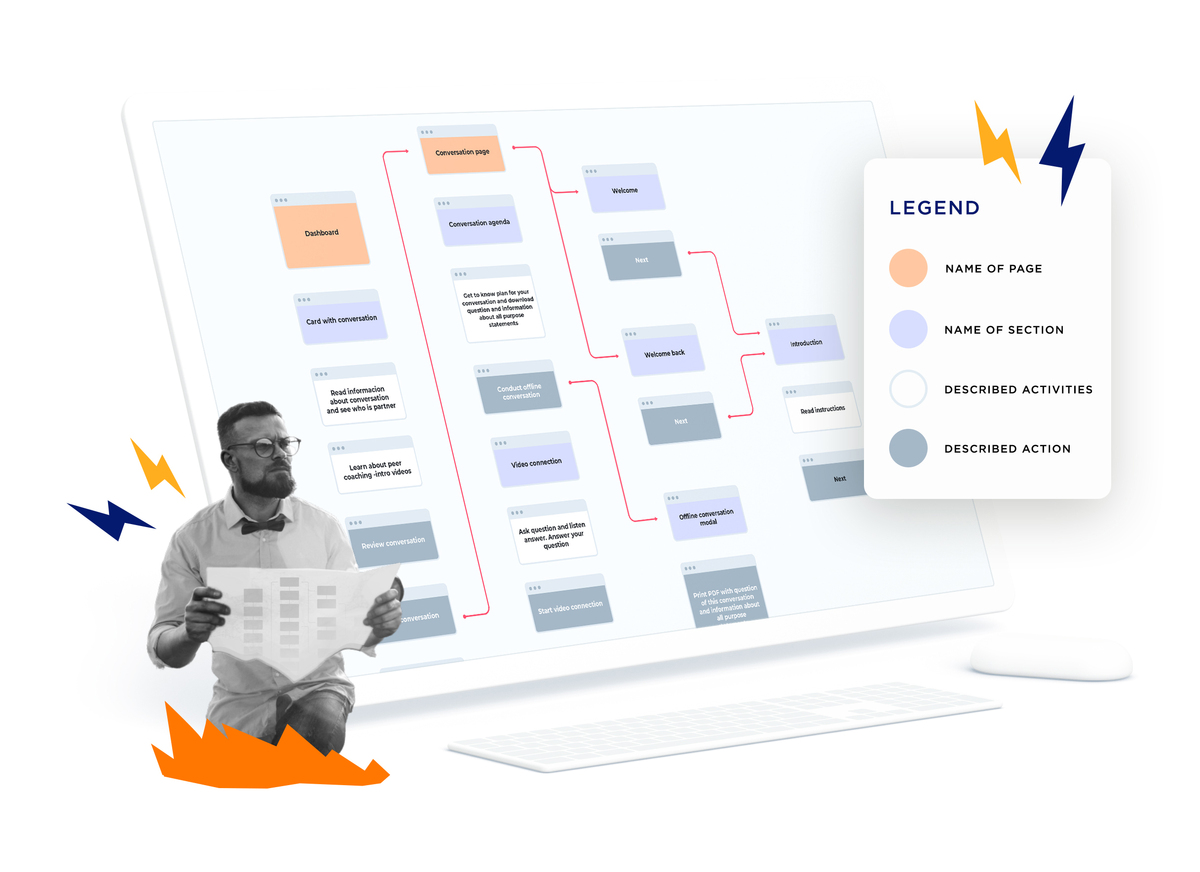 Dashboard
Card with conversation
Read informacion
about conversation
and see who is partner
Learn about peer
coaching -intro videos
Review conversation
conversation
Conversation page
Conversation agenda
Get to know plan for your
conversation and download
question and information
about all purpose
statements
Conduct offline
conversation
Video connection
Ask question and listen
answer. Answer your
question
Start video connection
Welcome
Next
Welcome back
Next
Offline conversation
modal
Print PDF with question
of this conversation
and information about
all purpose
Introduction
Read instructions
Next
LEGEND
NAME OF PAGE
NAME OF SECTION
DESCRIBED ACTIVITIES
DESCRIBED ACTION